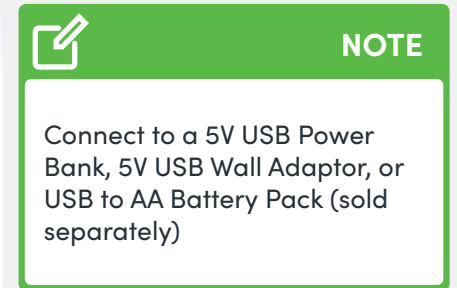 NOTE
Connect to a 5V USB Power
Bank, 5V USB Wall Adaptor, or
USB to AA Battery Pack (sold
separately)